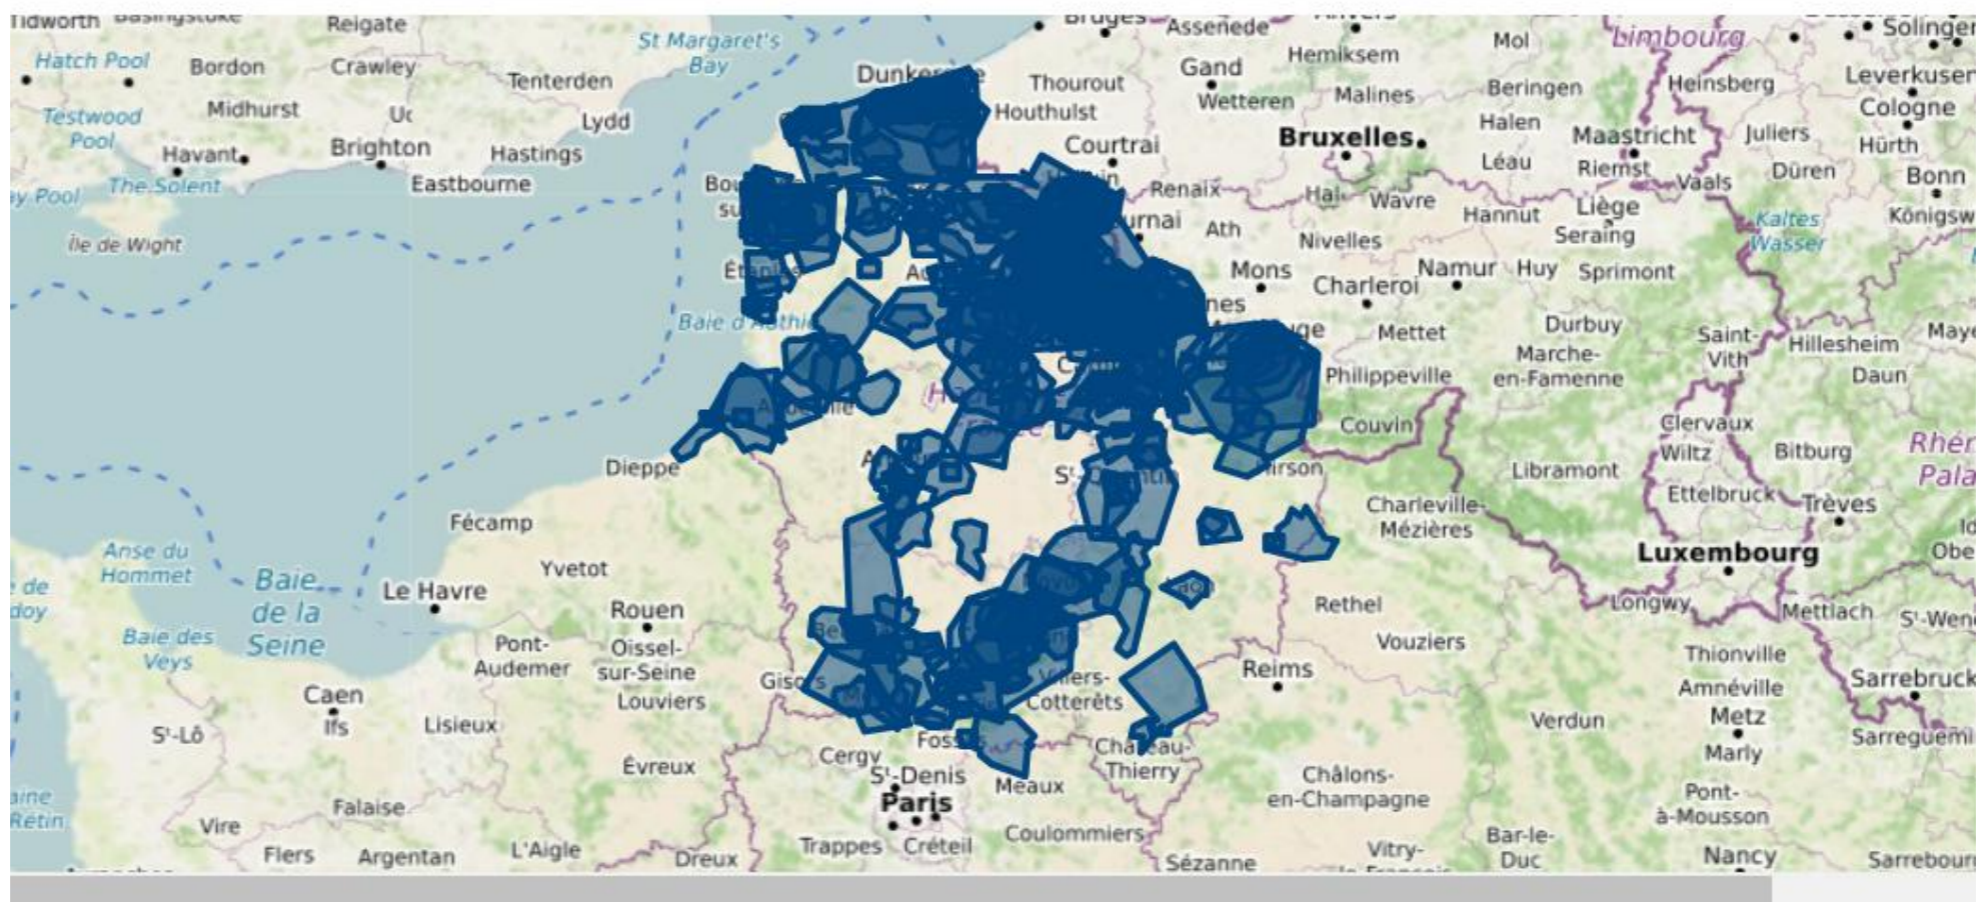 Reigate
St Margaret's
Bay
Assenede
Mol
Limbourg
Hatch Pool
Bordon
Crawley
Tenterden
Dunkerque
Thourout
Gand
Hemiksem
Beringen
Heinsberg
Testwood
Pool
Midhurst
Lydd
Houthulst
Wetteren
Malines
Cologne
Havant
Brighton
Hastings
Courtrai
Bruxelles
Halen
Maastricht
Juliers
Hürth
The Solent
Eastbourne
Renaix
Léau
Riemst
Vaals
Düren
Bonn
Île de Wight
Ath
Hal
Wavre
Hannut
Liège
Seraing
Kaltes
Wasser
Nivelles
Mons
Charleroi
Namur
Huy
Sprimont
Mettet
Durbuy
Saint-
Vith
Hillesheim
Philippeville
Marche-
en-Famenne
Daun
Couvin
Clervaux
Wiltz
Bitburg
Dieppe
Libramont
Ettelbruck
Trèves
Fécamp
Charleville-
Mézières
Anse du
Hommet
Yvetot
Luxembourg
Baie
de la
Seine
Le Havre
Rouen
Rethel
Longwy
Mettlach
Baie des
Veys
Pont-
Audemer
Oissel-
sur-Seine
Vouziers
Thionville
Caen
Ifs
Louviers
Reims
Amnéville
Sarrebruck
Sᵗ-Lô
Lisieux
Cotterêts
Verdun
Metz
Marly
Évreux
Cergy
Sᵗ-Denis
Paris
Meaux
Thierry
Châlons-
en-Champagne
Pont-
à-Mousson
Falaise
Vire
Flers
Argentan
L'Aigle
Dreux
Trappes
Créteil
Coulommiers
Sézanne
Vitry-
Bar-le-
Duc
Nancy